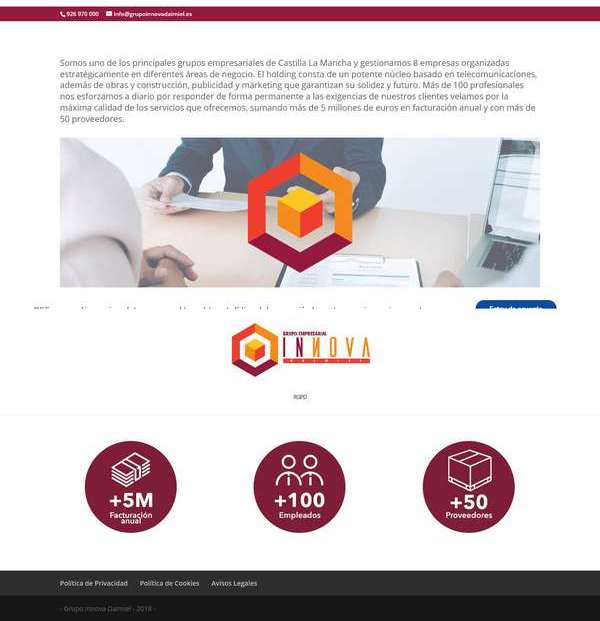 926 970 000 info@grupoinnovadaimiel.es
Somos uno de los principales grupos empresariales de Castilla La Mancha y gestionamos 8 empresas organizadas
estratégicamente en diferentes áreas de negocio. El holding consta de un potente núcleo basado en telecomunicaciones,
además de obras y construcción, publicidad y marketing que garantizan su solidez y futuro. Más de 100 profesionales
nos esforzamos a diario por responder de forma permanente a las exigencias de nuestros clientes velamos por la
máxima calidad de los servicios que ofrecemos, sumando más de 5 millones de euros en facturación anual y con más de
50 proveedores.
GRUPO EMPRESARIAL
INNOVA
DAIMIEL
RGPD
+5M
Facturación
anual
+100
Empleados
+50
Proveedores
Política de Privacidad Política de Cookies Avisos Legales
- Grupo Innova Daimiel - 2018 -